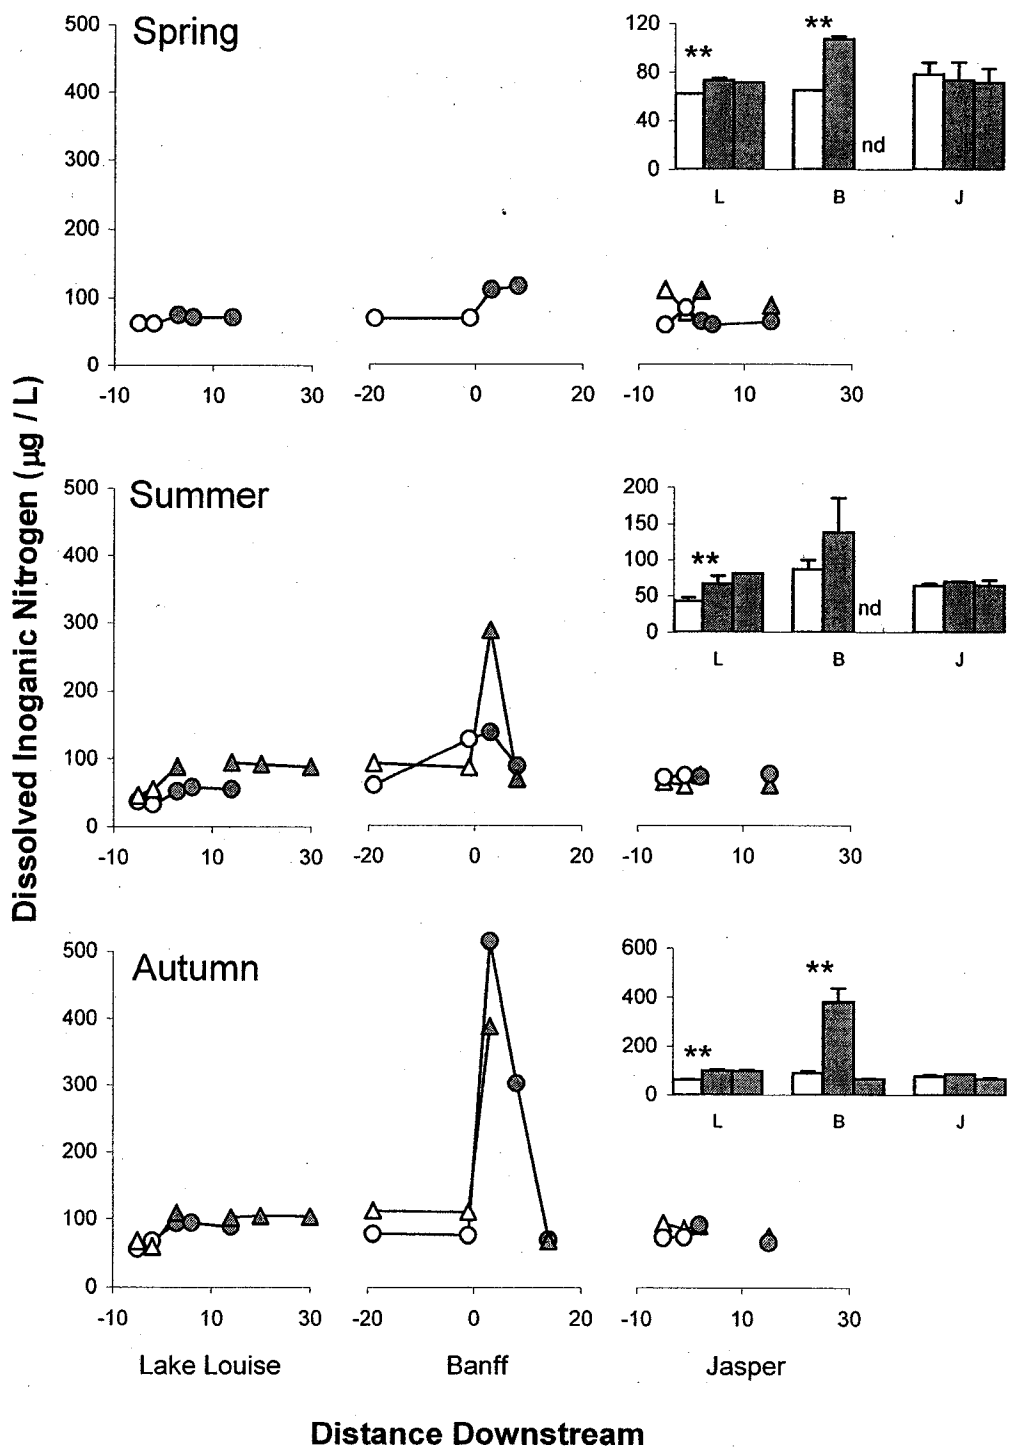 Dissolved Inoganic Nitrogen (µg / L)
Spring
500
400
300
200
100
0
-10 10 30
-20 0 20
-10 10 30
120
80
40
0
**
**
nd
L B J
Summer
500
400
300
200
100
0
-10 10 30
-20 0 20
-10 10 30
200
150
100
50
0
**
nd
L B J
Autumn
500
400
300
200
100
0
-10 10 30
-20 0 20
-10 10 30
600
400
200
0
**
**
L B J
Lake Louise Banff Jasper
Distance Downstream